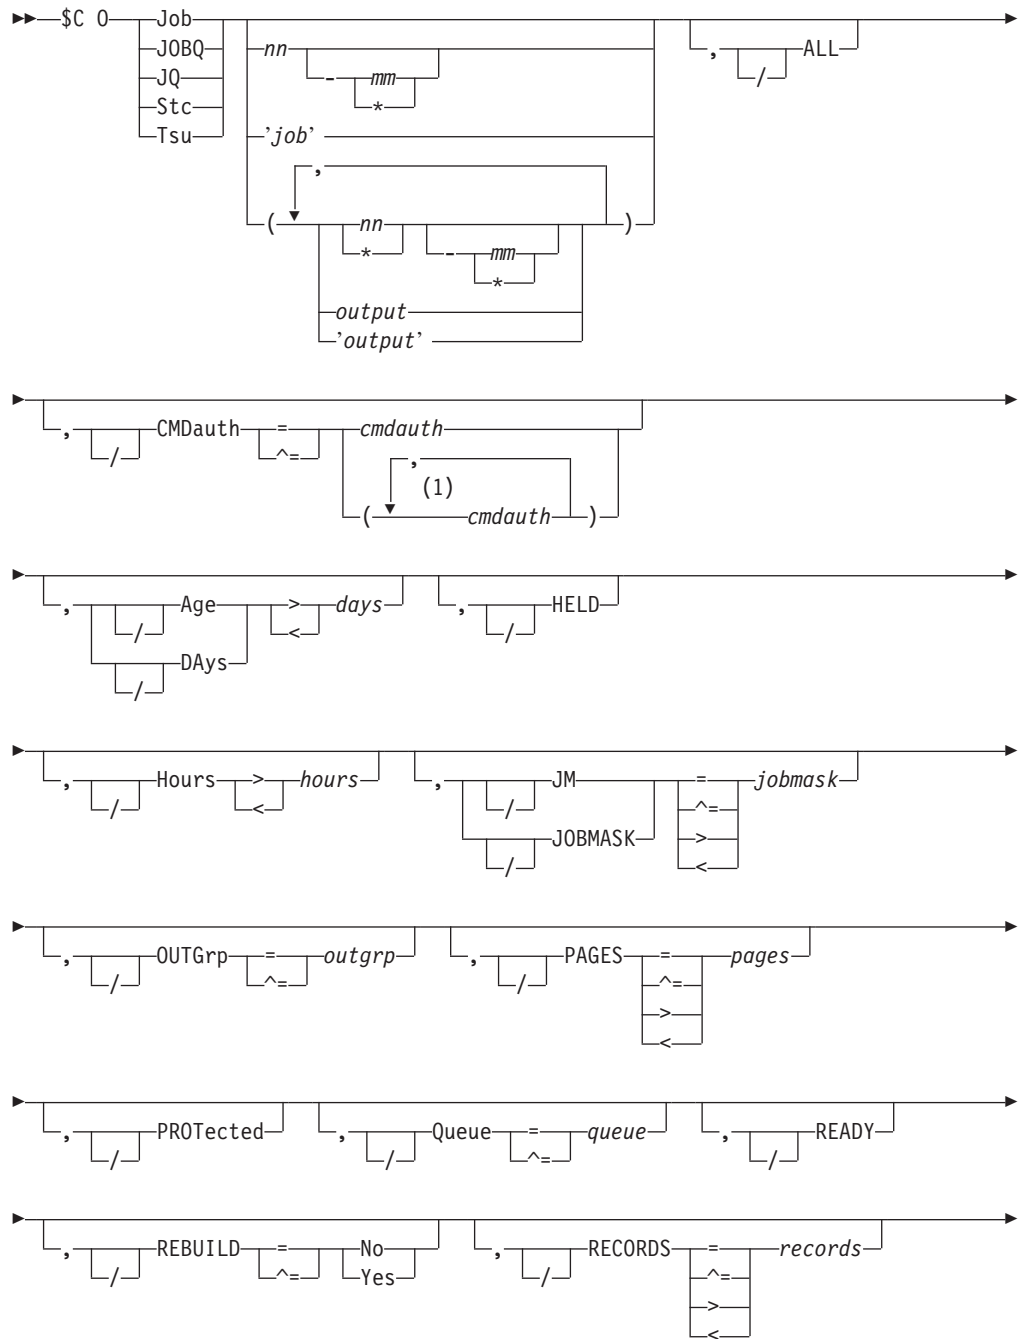 $C O Job , ALL
JOBQ nn /
JQ - mm
Stc *
Tsu 'job'
,
( nn )
* - mm
*
output
'output'
, CMDauth = cmdauth
/ ^= ,
(1)
( cmdauth )
, Age > days , HELD
/ < /
DAys
/
, Hours > hours , JM = jobmask
/ < / ^=
JOBMASK >
/ <
, OUTGrp = outgrp , PAGES = pages
/ ^= / ^=
>
<
, PROTected , Queue = queue , READY
/ / ^= /
, REBUILD = No , RECORDS = records
/ ^= Yes / ^=
>
<